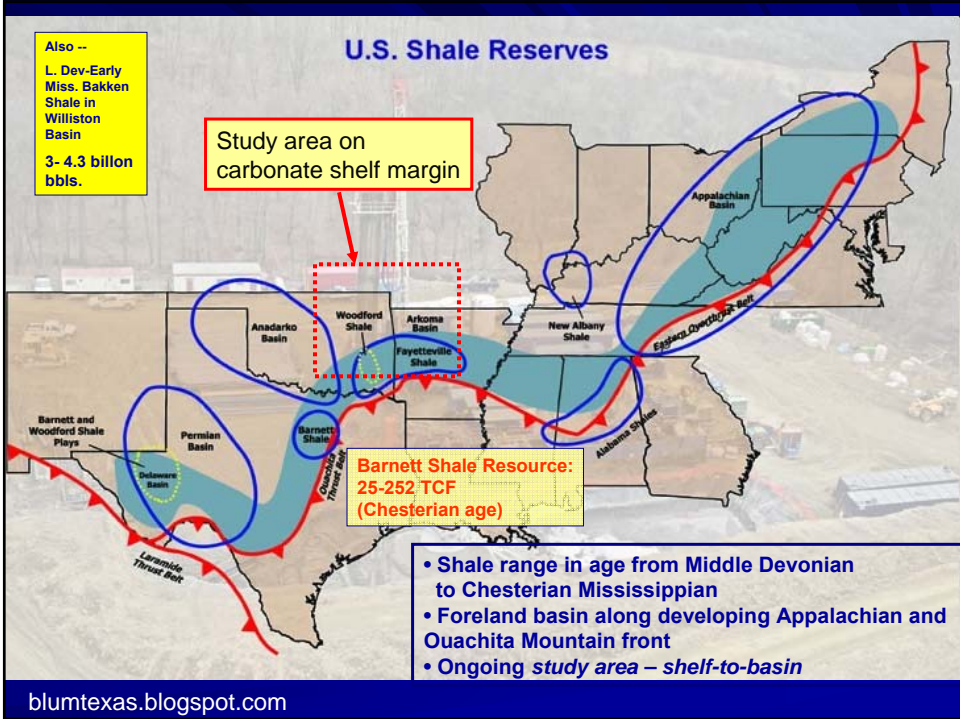 U.S. Shale Reserves
Also --
L. Dev-Early
Miss. Bakken
Shale in
Williston
Basin
3- 4.3 billon
bbls.
Study area on
carbonate shelf margin
Appalachian
Basin
Anadarko
Basin
Woodford
Shale
Arkoma
Basin
Fayetteville
Shale
New Albany
Shale
Eastern Overthrust Belt
Barnett and
Woodford Shale
Plays
Delaware
Basin
Permian
Basin
Barnett
Shale
Ouachita
Thrust Belt
Alabama Shales
Laramide
Thrust Belt
Barnett Shale Resource:
25-252 TCF
(Chesterian age)
• Shale range in age from Middle Devonian
to Chesterian Mississippian
• Foreland basin along developing Appalachian and
Ouachita Mountain front
• Ongoing study area – shelf-to-basin
blumtexas.blogspot.com